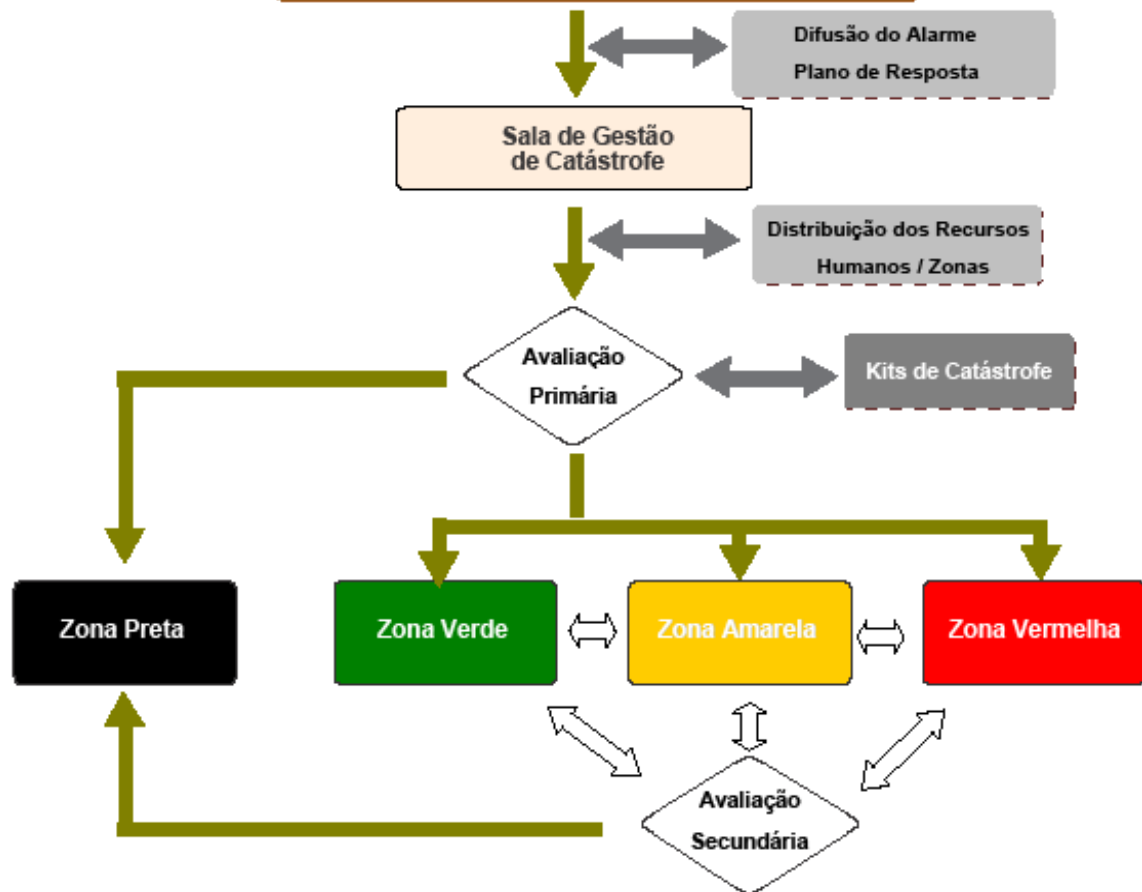 Difusão do Alarme
Plano de Resposta
Sala de Gestão
de Catástrofe
Distribuição dos Recursos
Humanos / Zonas
Avaliação
Primária
Kits de Catástrofe
Zona Preta
Zona Verde
Zona Amarela
Zona Vermelha
Avaliação
Secundária